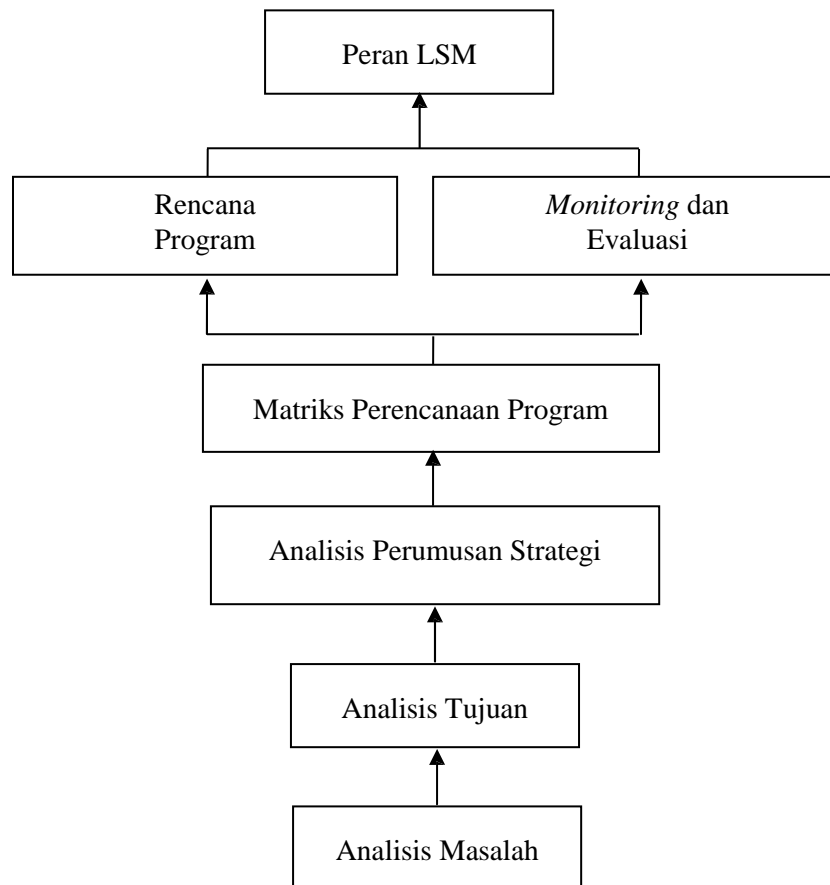 Peran LSM
Rencana
Program
Monitoring dan
Evaluasi
Matriks Perencanaan Program
Analisis Perumusan Strategi
Analisis Tujuan
Analisis Masalah